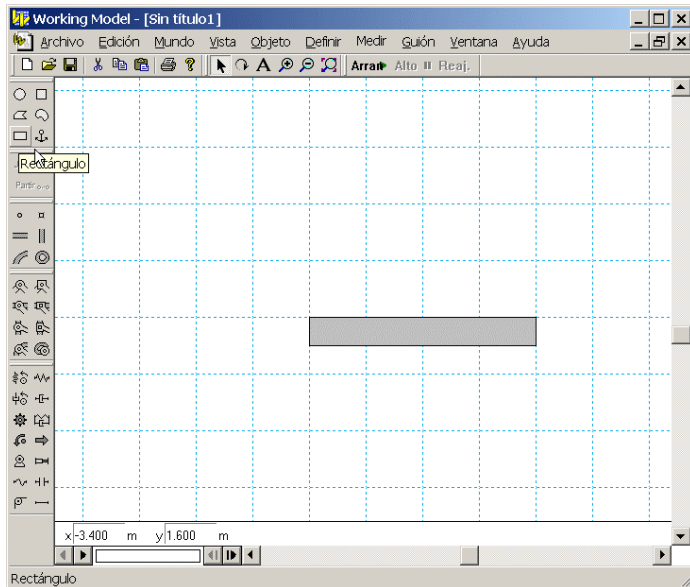 Working Model - [Sin título1]
Archivo Edición Mundo Vista Objeto Definir Medir Guión Ventana Ayuda
A Arran Alto II Reaj.
Rectángulo
Partir
x -3.400 m y 1.600 m
Rectángulo